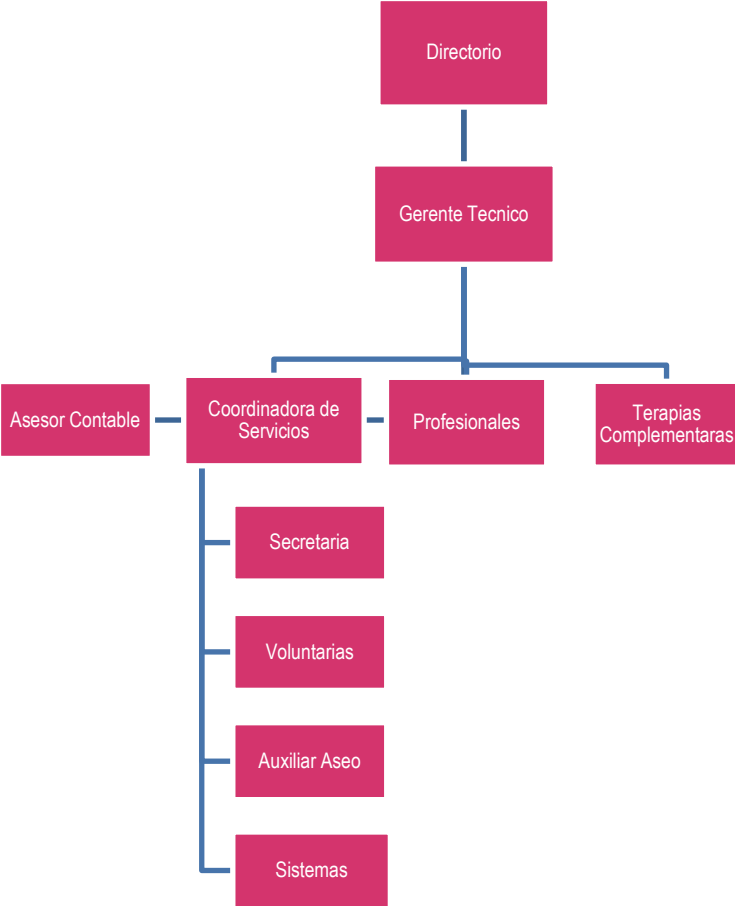 Directorio
Gerente Tecnico
Asesor Contable
Coordinadora de
Servicios
Profesionales
Terapias
Complementaras
Secretaria
Voluntarias
Auxiliar Aseo
Sistemas